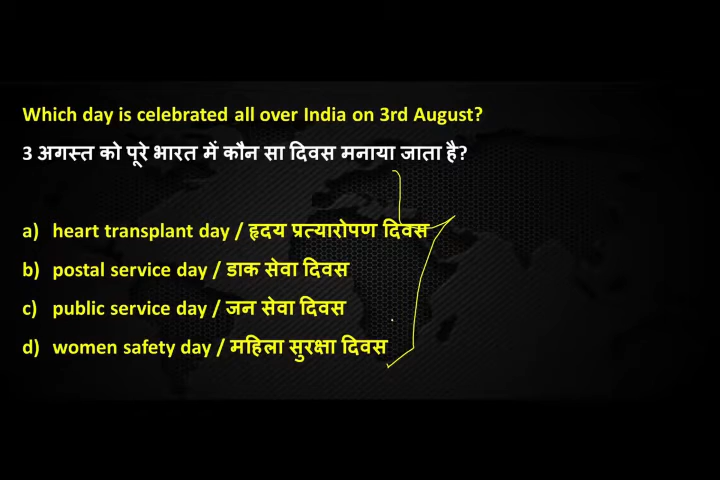 Which day is celebrated all over India on 3rd August?
3 अगस्त को पूरे भारत में कौन सा दिवस मनाया जाता है?
a) heart transplant day / हृदय प्रत्यारोपण दिवस
b) postal service day / डाक सेवा दिवस
c) public service day / जन सेवा दिवस
d) women safety day / महिला सुरक्षा दिवस